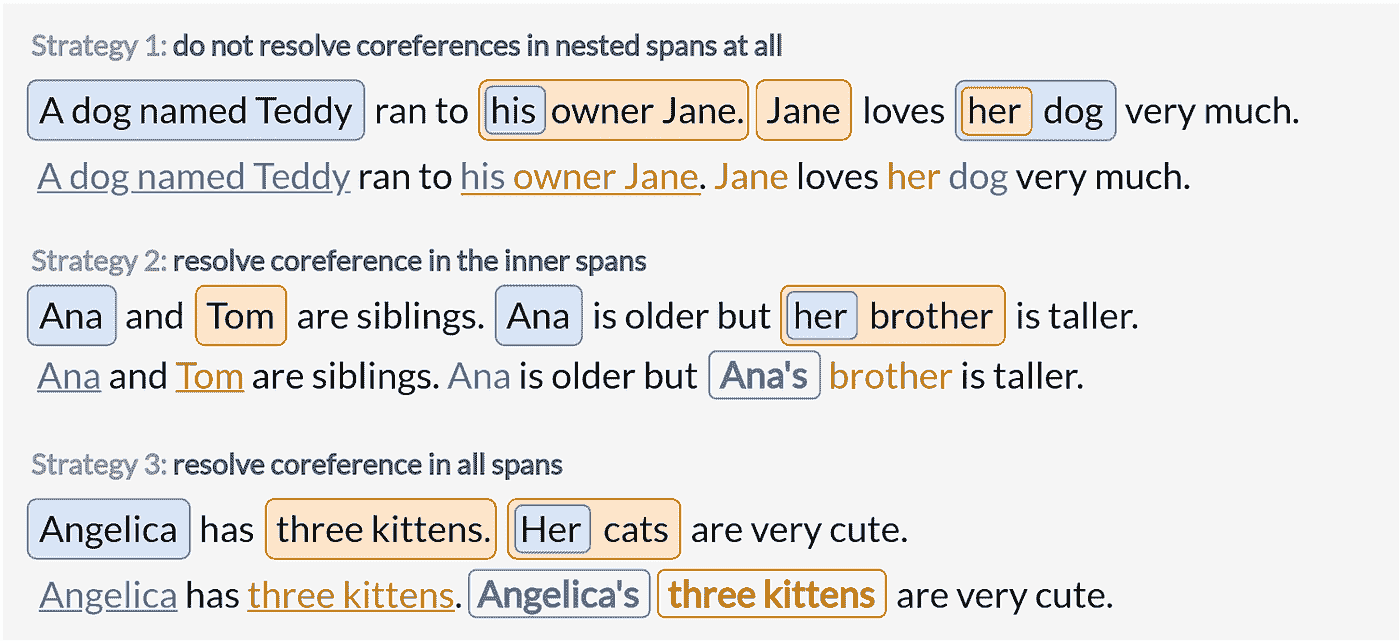 Strategy 1: do not resolve coreferences in nested spans at all
A dog named Teddy ran to his owner Jane. Jane loves her dog very much.
A dog named Teddy ran to his owner Jane. Jane loves her dog very much.
Strategy 2: resolve coreference in the inner spans
Ana and Tom are siblings. Ana is older but her brother is taller.
Ana and Tom are siblings. Ana is older but Ana's brother is taller.
Strategy 3: resolve coreference in all spans
Angelica has three kittens. Her cats are very cute.
Angelica has three kittens. Angelica's three kittens are very cute.